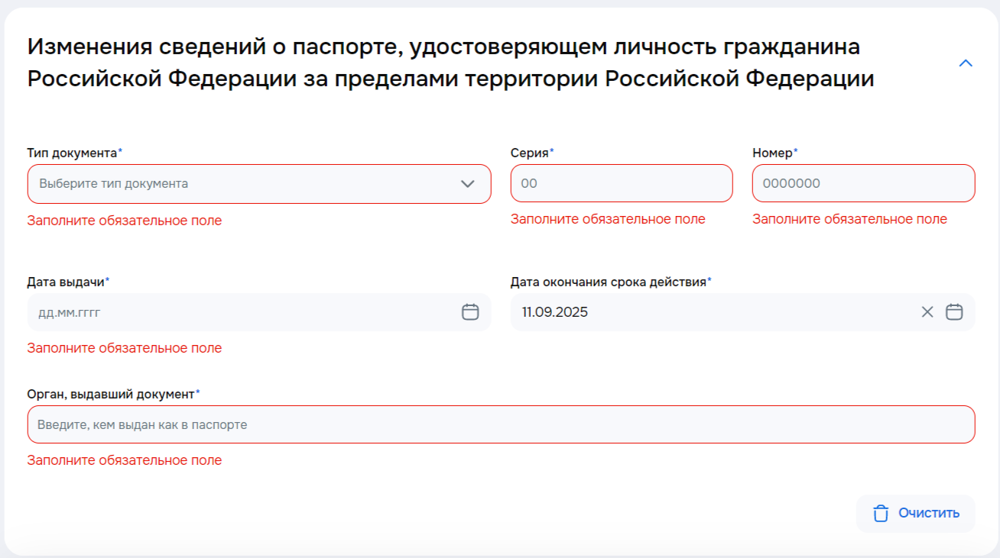 Изменения сведений о паспорте, удостоверяющем личность гражданина
Российской Федерации за пределами территории Российской Федерации
Тип документа*
Серия*
Номер*
Выберите тип документа
00
0000000
Заполните обязательное поле
Заполните обязательное поле
Заполните обязательное поле
Дата выдачи*
Дата окончания срока действия*
дд.мм.гггг
11.09.2025
Заполните обязательное поле
Орган, выдавший документ*
Введите, кем выдан как в паспорте
Заполните обязательное поле
Очистить